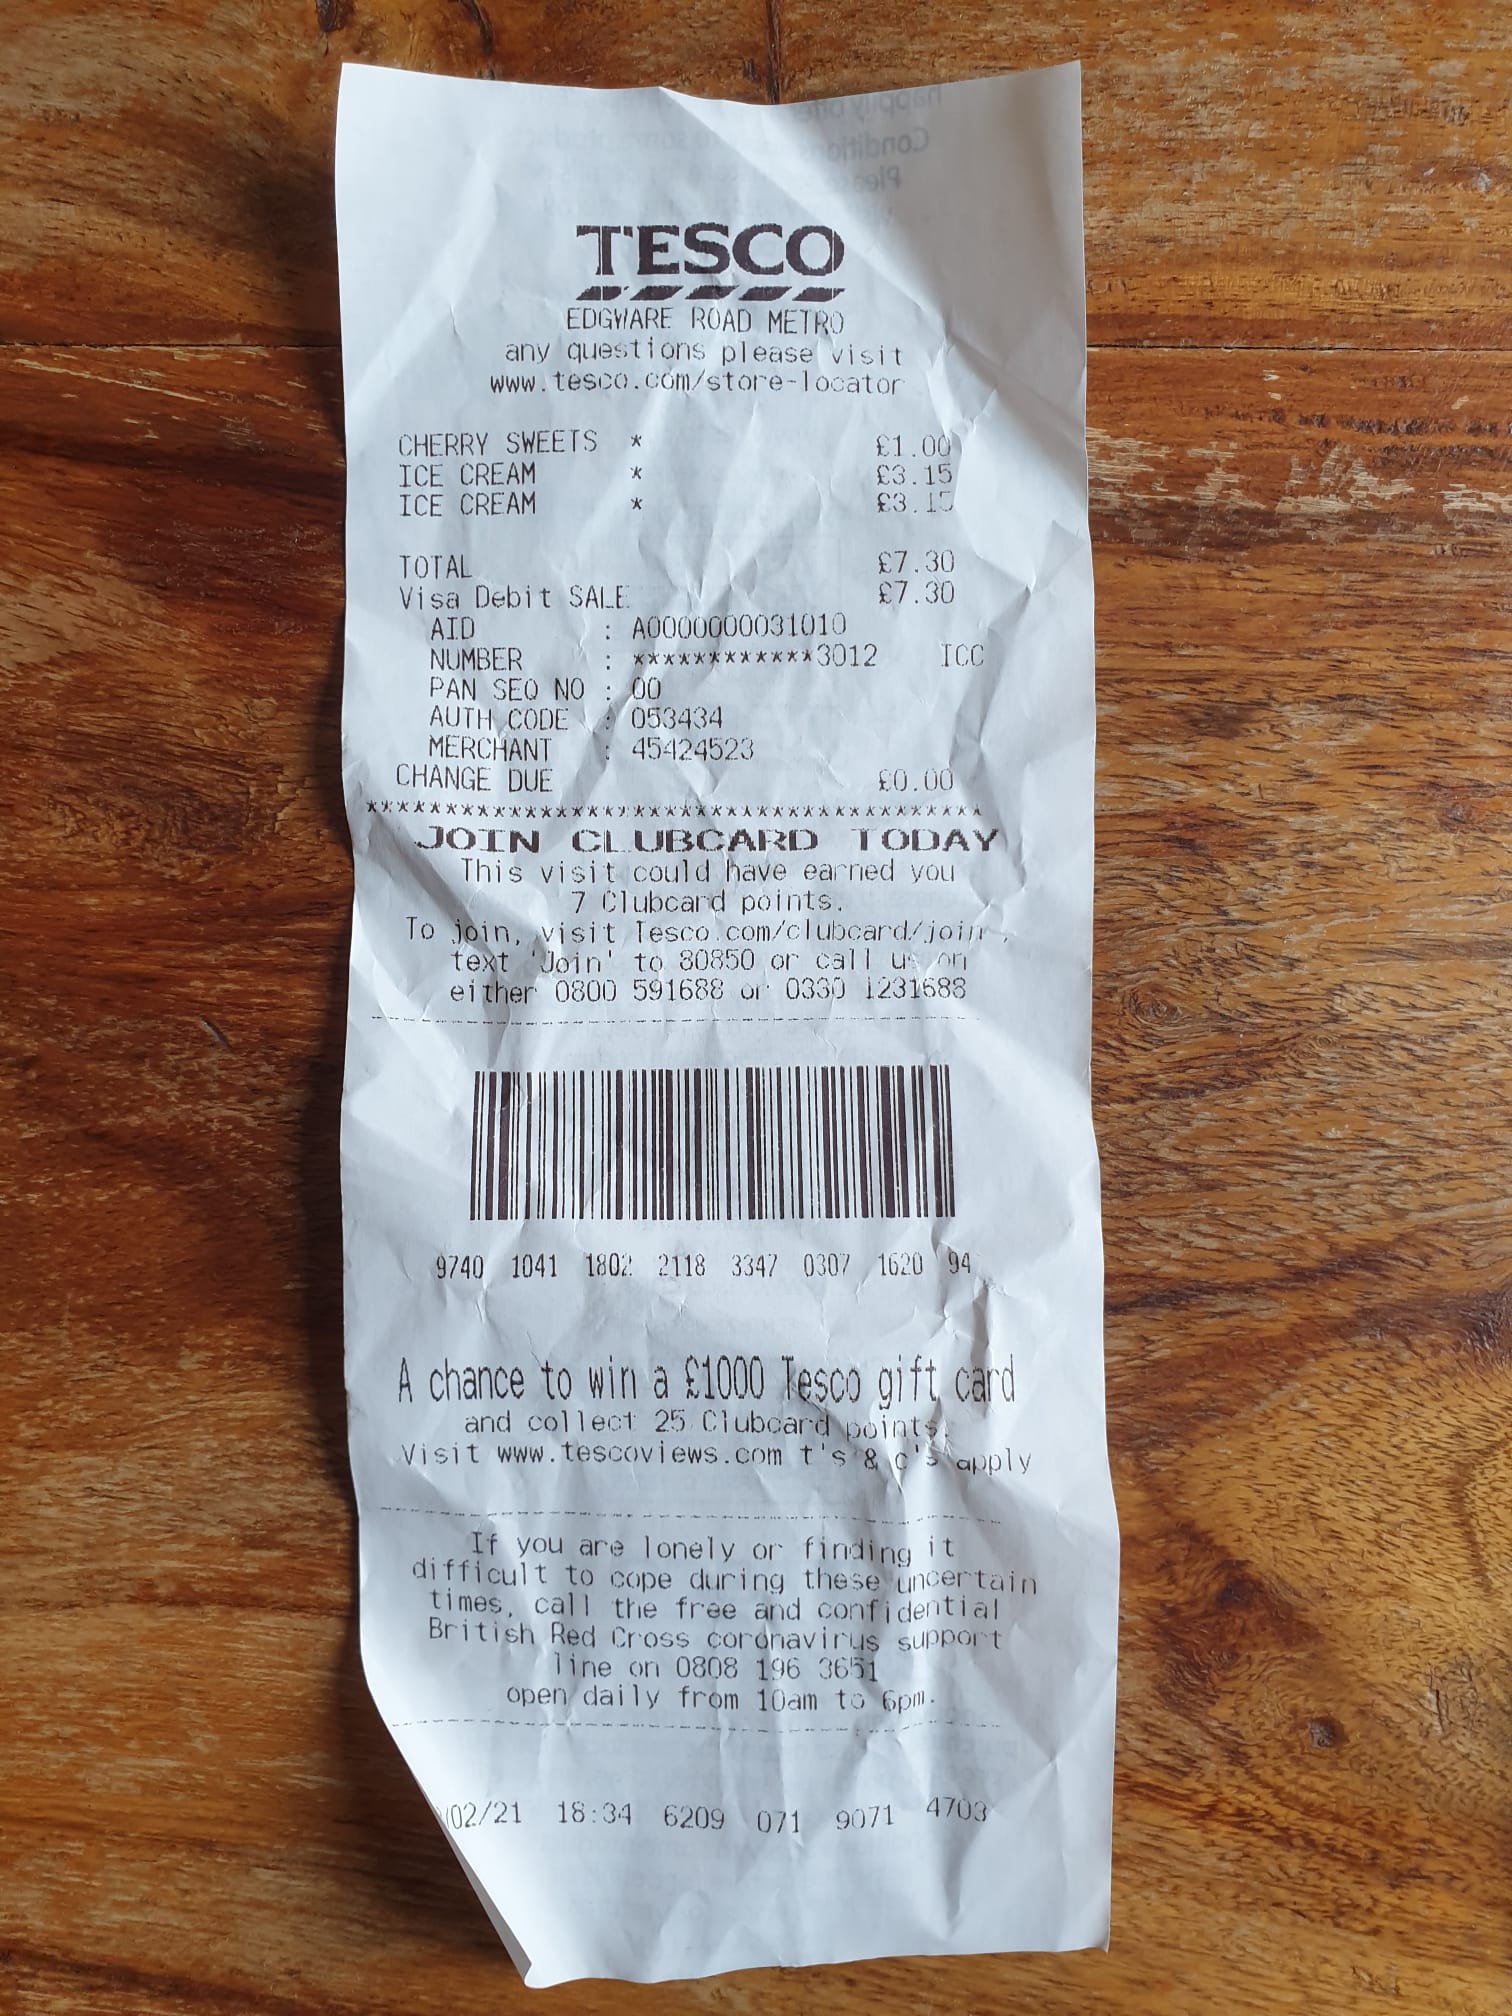 TESCO
EDGWARE ROAD METRO
any questions please visit
www.tesco.com/store-locator
CHERRY SWEETS * £1.00
ICE CREAM * £3.15
ICE CREAM * £3.15
TOTAL £7.30
Visa Debit SALE £7.30
AID : A0000000031010
NUMBER : ************3012 ICC
PAN SEQ NO : 00
AUTH CODE : 053434
MERCHANT : 45424523
CHANGE DUE £0.00
****************************************
JOIN CLUBCARD TODAY
This visit could have earned you
7 Clubcard points.
To join, visit Tesco.com/clubcard/join,
text 'Join' to 80850 or call us on
either 0800 591688 or 0330 1231688
9740 1041 1802 2118 3347 0307 1620 94
A chance to win a £1000 Tesco gift card
and collect 25 Clubcard points.
Visit www.tescoviews.com t's & c's apply
If you are lonely or finding it
difficult to cope during these uncertain
times, call the free and confidential
British Red Cross coronavirus support
line on 0808 196 3651
open daily from 10am to 6pm.
/02/21 18:34 6209 071 9071 4703